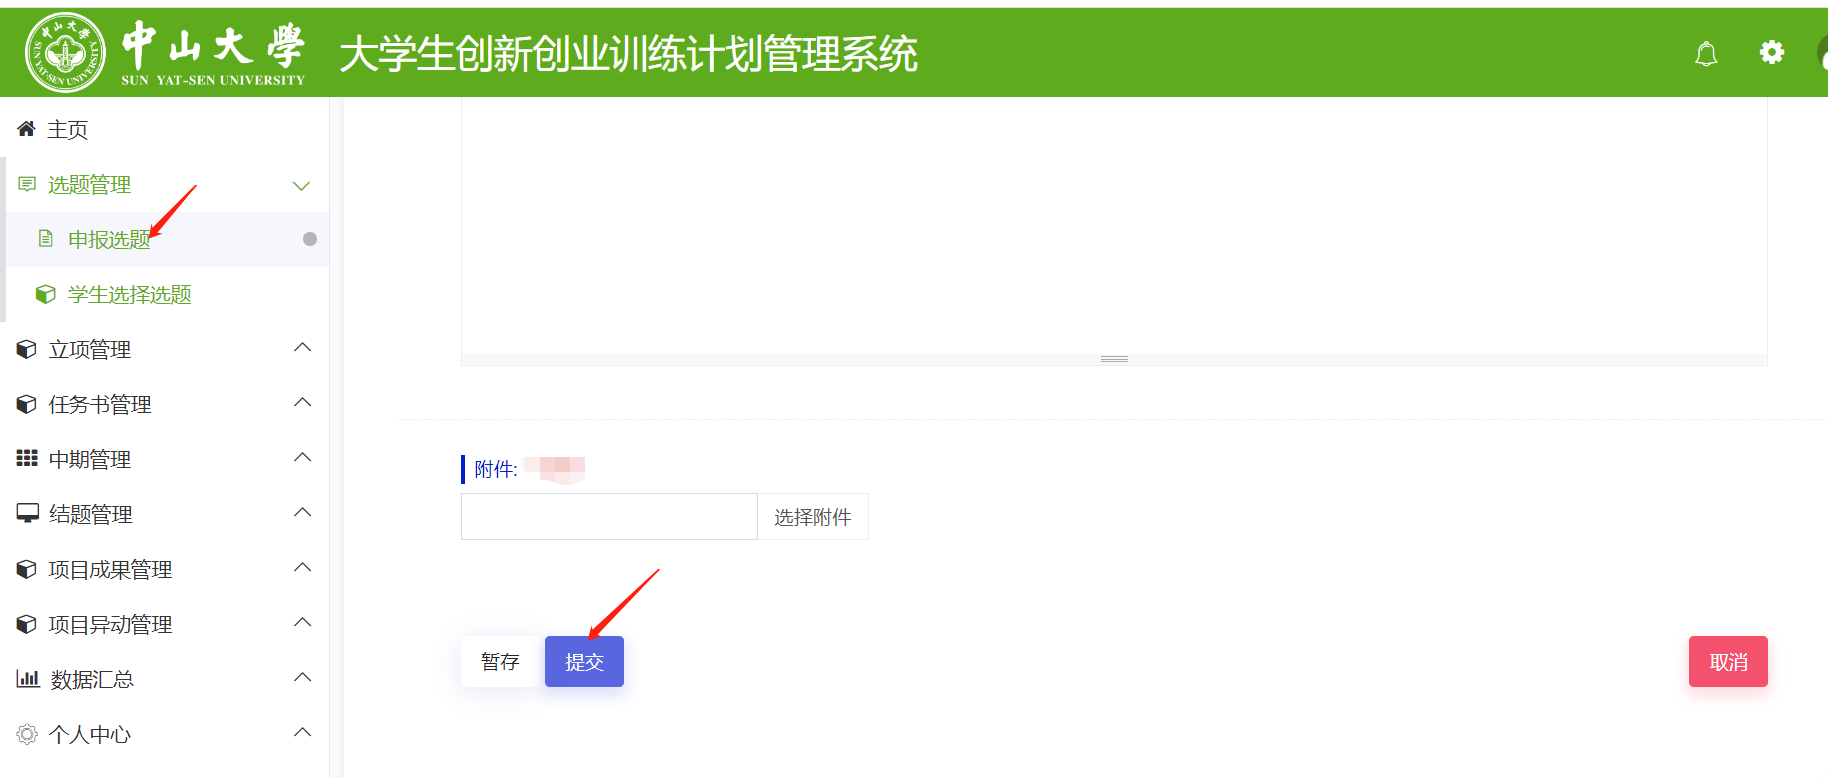 中山大學
SUN YAT-SEN UNIVERSITY
大学生创新创业训练计划管理系统
主页
选题管理
申报选题
学生选择选题
立项管理
任务书管理
中期管理
结题管理
项目成果管理
项目异动管理
数据汇总
个人中心
附件:
选择附件
暂存
提交
取消